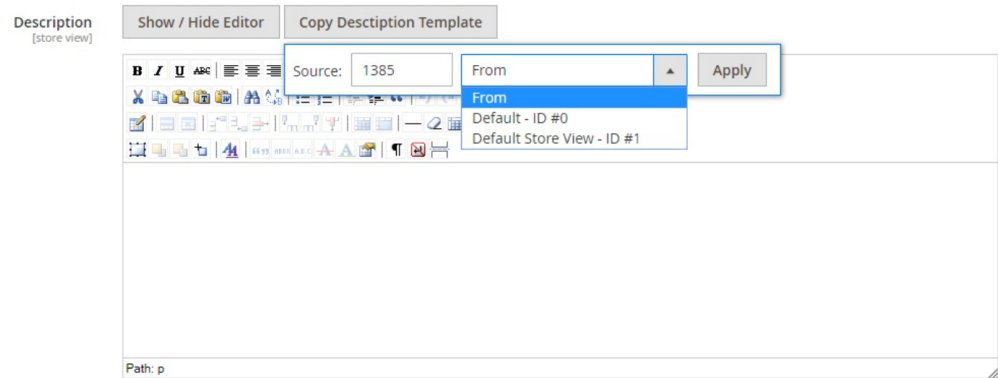 Description
[store view]
Show / Hide Editor
Copy Desctiption Template
Source: 1385 From Apply
From
Default - ID #0
Default Store View - ID #1
B I U ABC
Path: p